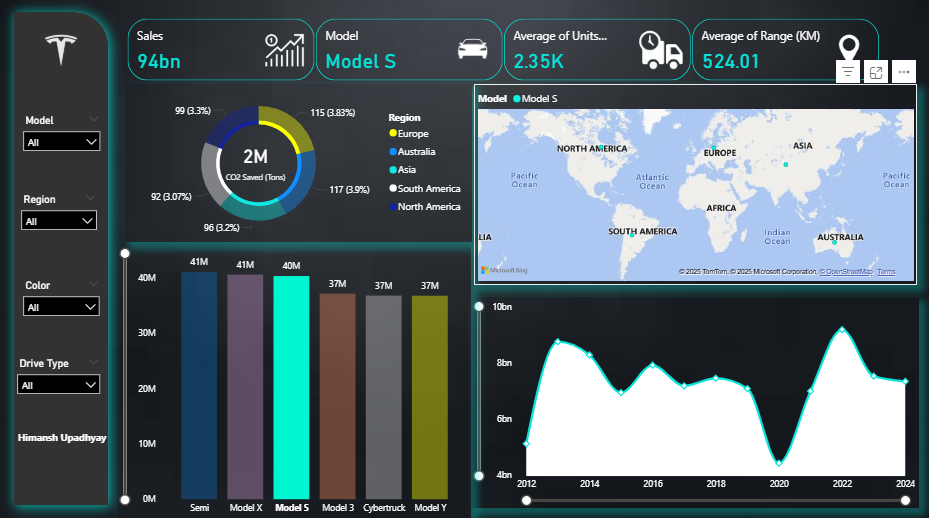 Sales
94bn
Model
Model S
Average of Units...
2.35K
Average of Range (KM)
524.01
Model
All
Region
All
Color
All
Drive Type
All
Himansh Upadhyay
99 (3.3%)
115 (3.83%)
117 (3.9%)
96 (3.2%)
92 (3.07%)
2M
CO2 Saved (Tons)
Region
Europe
Australia
Asia
South America
North America
Model Model S
NORTH AMERICA
EUROPE
ASIA
Pacific
Ocean
Atlantic
Ocean
Pacific
Ocean
AFRICA
SOUTH AMERICA
Indian
Ocean
AUSTRALIA
LIA
Microsoft Bing
© 2025 TomTom, © 2025 Microsoft Corporation, © OpenStreetMap Terms
40M
30M
20M
10M
0M
41M
41M
40M
37M
37M
37M
Semi
Model X
Model S
Model 3
Cybertruck
Model Y
10bn
8bn
6bn
4bn
2012
2014
2016
2018
2020
2022
2024